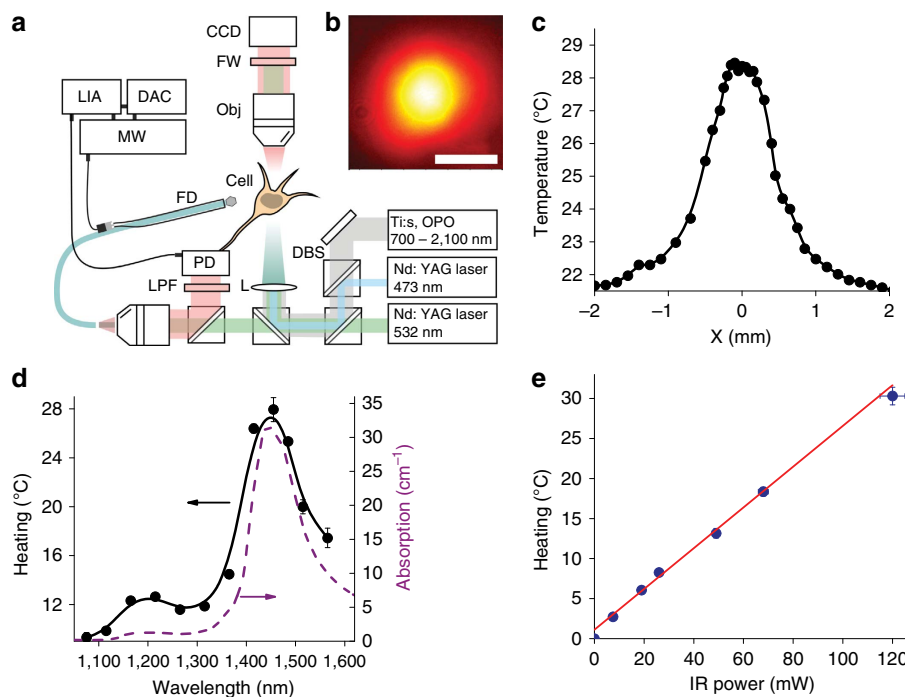 a
CCD
FW
LIA
DAC
Obj
MW
Cell
FD
Ti:s, OPO
700 – 2,100 nm
DBS
PD
Nd: YAG laser
473 nm
LPF
L
Nd: YAG laser
532 nm
b
c
29
28
27
26
25
24
23
22
Temperature (°C)
−2
−1
0
1
2
X (mm)
d
28
24
20
16
12
Heating (°C)
35
30
25
20
15
10
5
0
Absorption (cm−1)
1,100
1,200
1,300
1,400
1,500
1,600
Wavelength (nm)
e
30
25
20
15
10
5
0
Heating (°C)
0
20
40
60
80
100
120
IR power (mW)